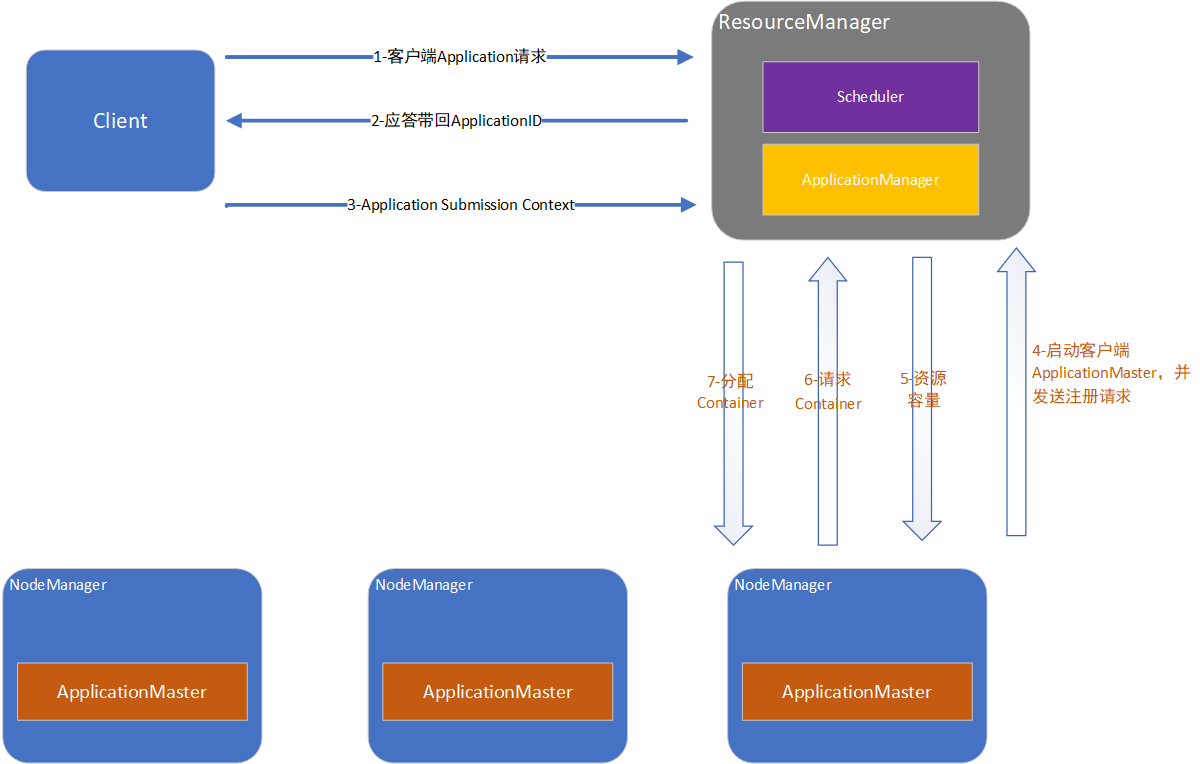 ResourceManager
1-客户端Application请求
Scheduler
Client
2-应答带回ApplicationID
ApplicationManager
3-Application Submission Context
7-分配
Container
6-请求
Container
5-资源
容量
4-启动客户端
ApplicationMaster，并
发送注册请求
NodeManager
ApplicationMaster
NodeManager
ApplicationMaster
NodeManager
ApplicationMaster